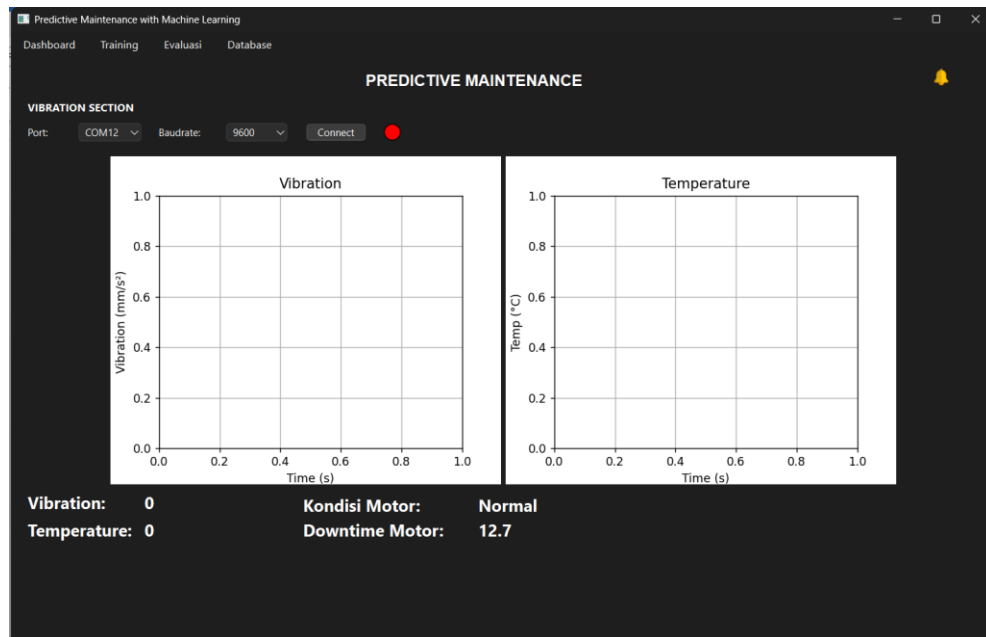 Predictive Maintenance with Machine Learning
Dashboard Training Evaluasi Database
PREDICTIVE MAINTENANCE
VIBRATION SECTION
Port: COM12 Baudrate: 9600 Connect
Vibration
1.0
0.8
0.6
0.4
0.2
0.0
Vibration (mm/s²)
0.0 0.2 0.4 0.6 0.8 1.0
Time (s)
Temperature
1.0
0.8
0.6
0.4
0.2
0.0
Temp (°C)
0.0 0.2 0.4 0.6 0.8 1.0
Time (s)
Vibration: 0
Temperature: 0
Kondisi Motor: Normal
Downtime Motor: 12.7